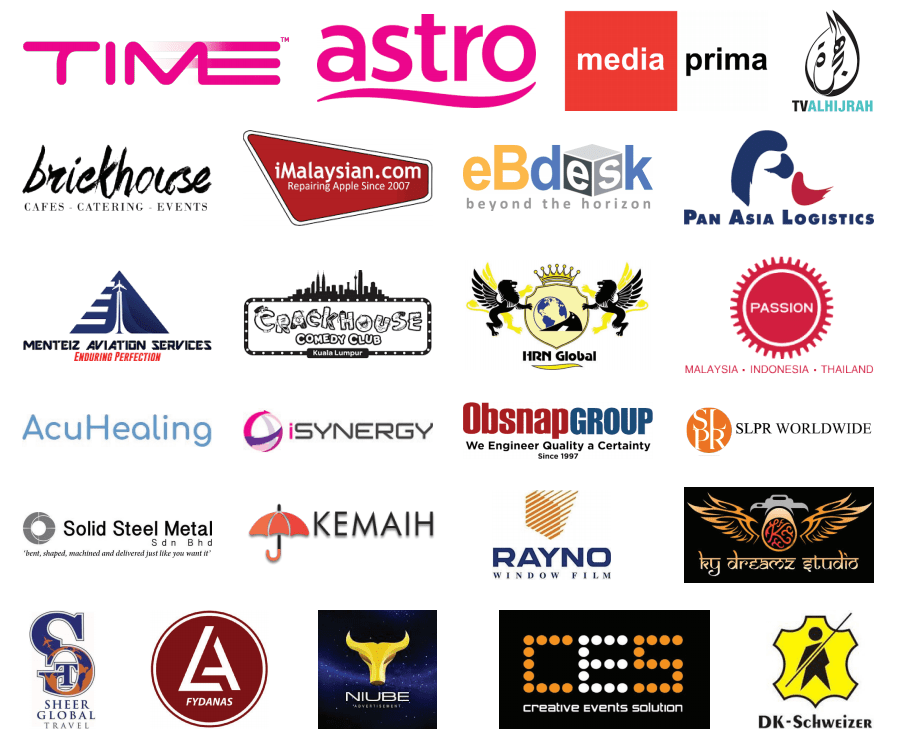 TIME™
astro
media prima
TVALHIJRAH
brickhouse
CAFES - CATERING - EVENTS
iMalaysian.com
Repairing Apple Since 2007
eBdesk
beyond the horizon
PAN ASIA LOGISTICS
MENTEIZ AVIATION SERVICES
ENDURING PERFECTION
CRACKHOUSE
COMEDY CLUB
Kuala Lumpur
HRN Global
PASSION
MALAYSIA • INDONESIA • THAILAND
AcuHealing
iSYNERGY
ObsnapGROUP
We Engineer Quality a Certainty
Since 1997
SL
PR
SLPR WORLDWIDE
Solid Steel Metal
Sdn Bhd
‘bent, shaped, machined and delivered just like you want it’
KEMAIH
RAYNO
WINDOW FILM
ky dreamz studio
SHEER
GLOBAL
TRAVEL
FYDANAS
NIUBE
ADVERTISEMENT
CES
creative events solution
DK-Schweizer